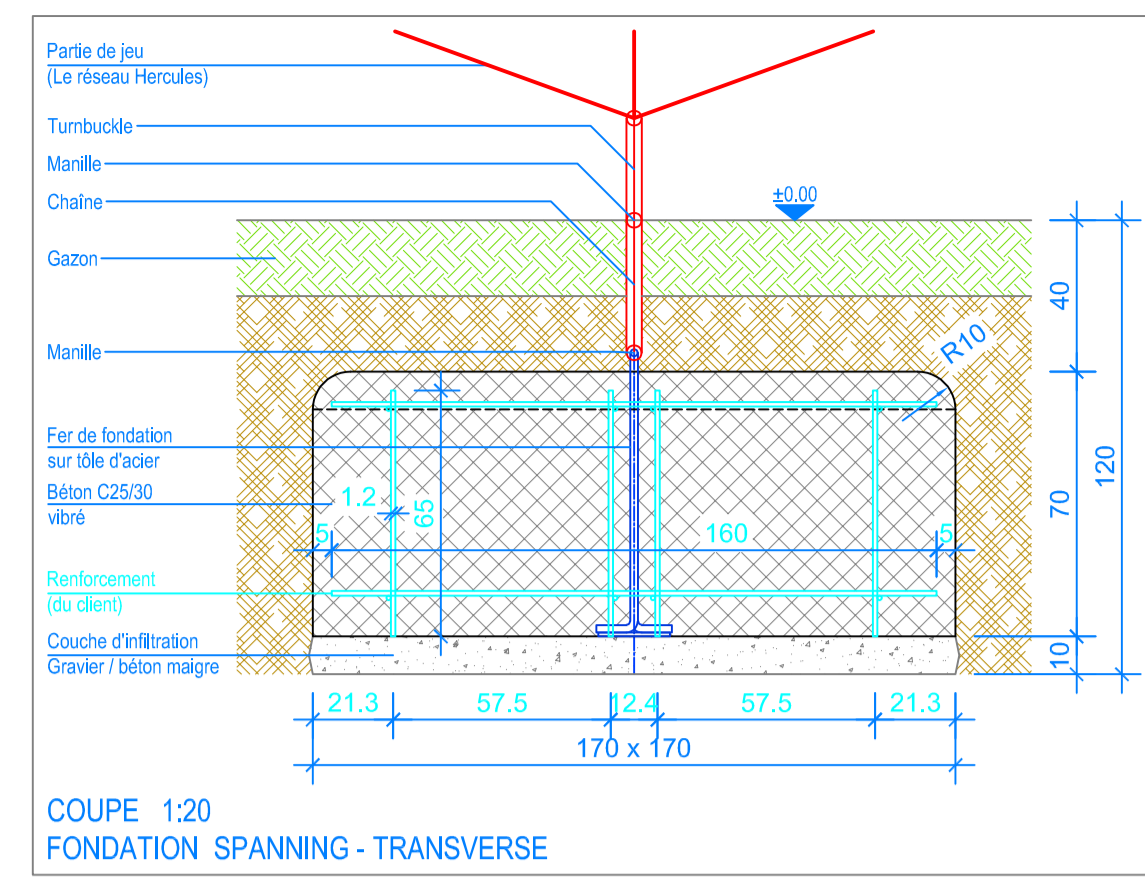 Partie de jeu
(Le réseau Hercules)
Turnbuckle
Manille
Chaîne
±0.00
Gazon
40
Manille
R10
Fer de fondation
sur tôle d'acier
120
Béton C25/30
vibré
1.2
65
70
5
160
5
Renforcement
(du client)
Couche d'infiltration
Gravier / béton maigre
10
21.3
57.5
12.4
57.5
21.3
170 x 170
COUPE 1:20
FONDATION SPANNING - TRANSVERSE